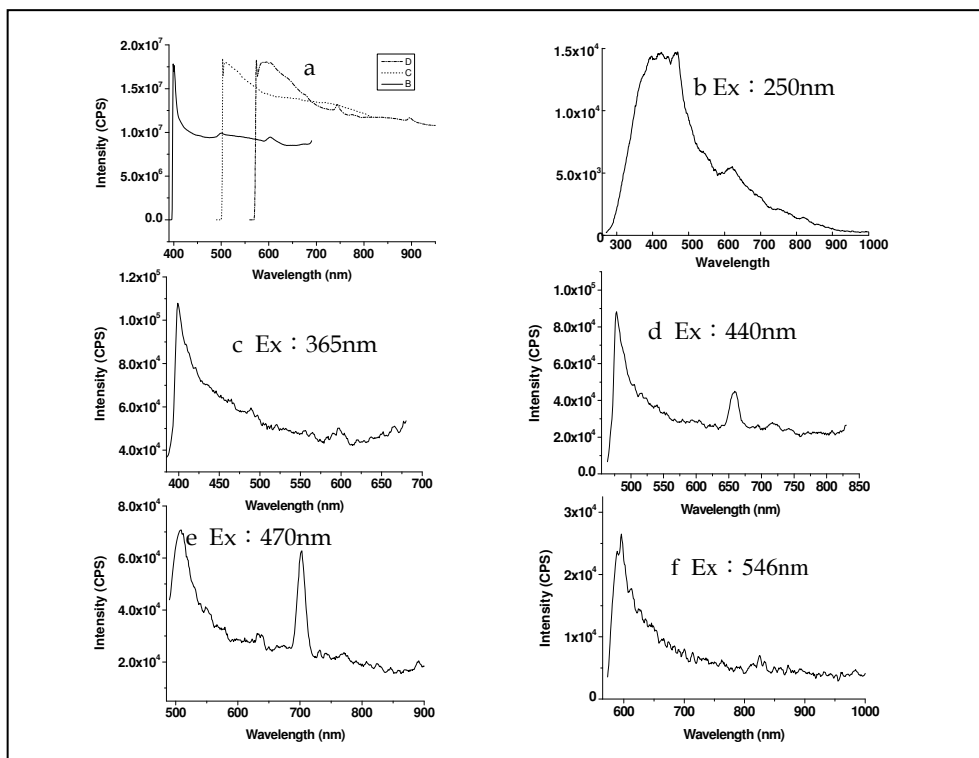 a
D
C
B
2.0x10⁷
1.5x10⁷
1.0x10⁷
5.0x10⁶
0.0
Intensity (CPS)
400 500 600 700 800 900
Wavelength (nm)
b Ex：250nm
1.5x10⁴
1.0x10⁴
5.0x10³
0
Intensity (CPS)
300 400 500 600 700 800 900 1000
Wavelength
c Ex：365nm
1.2x10⁵
1.0x10⁵
8.0x10⁴
6.0x10⁴
4.0x10⁴
Intensity (CPS)
400 450 500 550 600 650 700
Wavelength (nm)
d Ex：440nm
1.0x10⁵
8.0x10⁴
6.0x10⁴
4.0x10⁴
2.0x10⁴
0.0
Intensity (CPS)
500 550 600 650 700 750 800 850
Wavelength (nm)
e Ex：470nm
8.0x10⁴
6.0x10⁴
4.0x10⁴
2.0x10⁴
Intensity (CPS)
500 600 700 800 900
Wavelength (nm)
f Ex：546nm
3x10⁴
2x10⁴
1x10⁴
0
Intensity (CPS)
600 700 800 900 1000
Wavelength (nm)